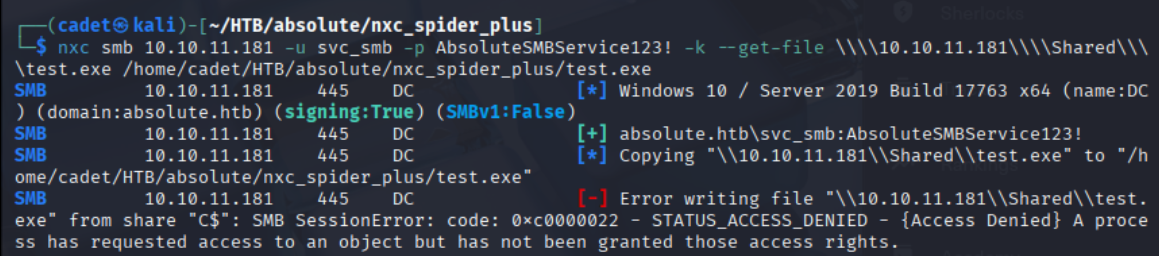 ┌──(cadet㉿kali)-[~/HTB/absolute/nxc_spider_plus]
└─$ nxc smb 10.10.11.181 -u svc_smb -p AbsoluteSMBService123! -k --get-file \\\\10.10.11.181\\\\Shared\\\
\test.exe /home/cadet/HTB/absolute/nxc_spider_plus/test.exe
SMB 10.10.11.181 445 DC [*] Windows 10 / Server 2019 Build 17763 x64 (name:DC
) (domain:absolute.htb) (signing:True) (SMBv1:False)
SMB 10.10.11.181 445 DC [+] absolute.htb\svc_smb:AbsoluteSMBService123!
SMB 10.10.11.181 445 DC [*] Copying "\\10.10.11.181\\Shared\\test.exe" to "/h
ome/cadet/HTB/absolute/nxc_spider_plus/test.exe"
SMB 10.10.11.181 445 DC [-] Error writing file "\\10.10.11.181\\Shared\\test.
exe" from share "C$": SMB SessionError: code: 0xc0000022 - STATUS_ACCESS_DENIED - {Access Denied} A proce
ss has requested access to an object but has not been granted those access rights.
Sherlocks